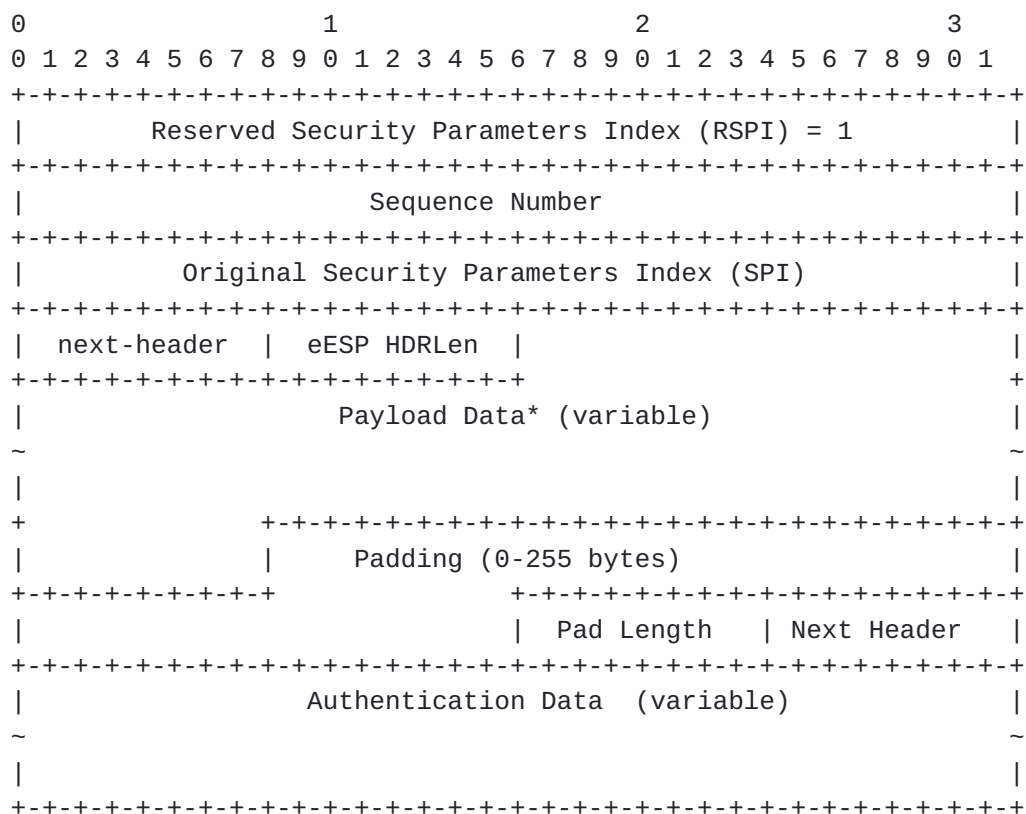 0                   1                   2                   3
0 1 2 3 4 5 6 7 8 9 0 1 2 3 4 5 6 7 8 9 0 1 2 3 4 5 6 7 8 9 0 1
+-+-+-+-+-+-+-+-+-+-+-+-+-+-+-+-+-+-+-+-+-+-+-+-+-+-+-+-+-+-+-+-+
|        Reserved Security Parameters Index (RSPI) = 1          |
+-+-+-+-+-+-+-+-+-+-+-+-+-+-+-+-+-+-+-+-+-+-+-+-+-+-+-+-+-+-+-+-+
|                      Sequence Number                          |
+-+-+-+-+-+-+-+-+-+-+-+-+-+-+-+-+-+-+-+-+-+-+-+-+-+-+-+-+-+-+-+-+
|          Original Security Parameters Index (SPI)             |
+-+-+-+-+-+-+-+-+-+-+-+-+-+-+-+-+-+-+-+-+-+-+-+-+-+-+-+-+-+-+-+-+
|  next-header  |  eESP HDRLen  |                               |
+-+-+-+-+-+-+-+-+-+-+-+-+-+-+-+-+                               +
|                    Payload Data* (variable)                   |
~                                                               ~
|                                                               |
+               +-+-+-+-+-+-+-+-+-+-+-+-+-+-+-+-+-+-+-+-+-+-+-+-+
|               |     Padding (0-255 bytes)                     |
+-+-+-+-+-+-+-+-+               +-+-+-+-+-+-+-+-+-+-+-+-+-+-+-+-+
|                               |  Pad Length   | Next Header   |
+-+-+-+-+-+-+-+-+-+-+-+-+-+-+-+-+-+-+-+-+-+-+-+-+-+-+-+-+-+-+-+-+
|                  Authentication Data  (variable)              |
~                                                               ~
|                                                               |
+-+-+-+-+-+-+-+-+-+-+-+-+-+-+-+-+-+-+-+-+-+-+-+-+-+-+-+-+-+-+-+-+